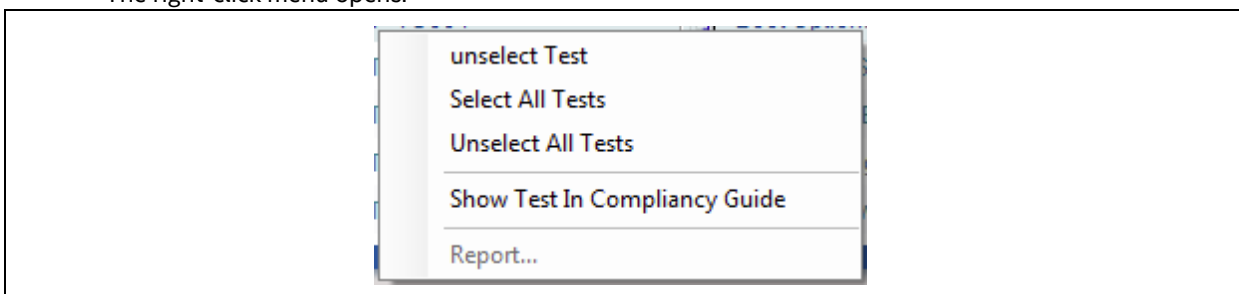 The right-click menu opens.
unselect Test
Select All Tests
Unselect All Tests
Show Test In Compliancy Guide
Report...